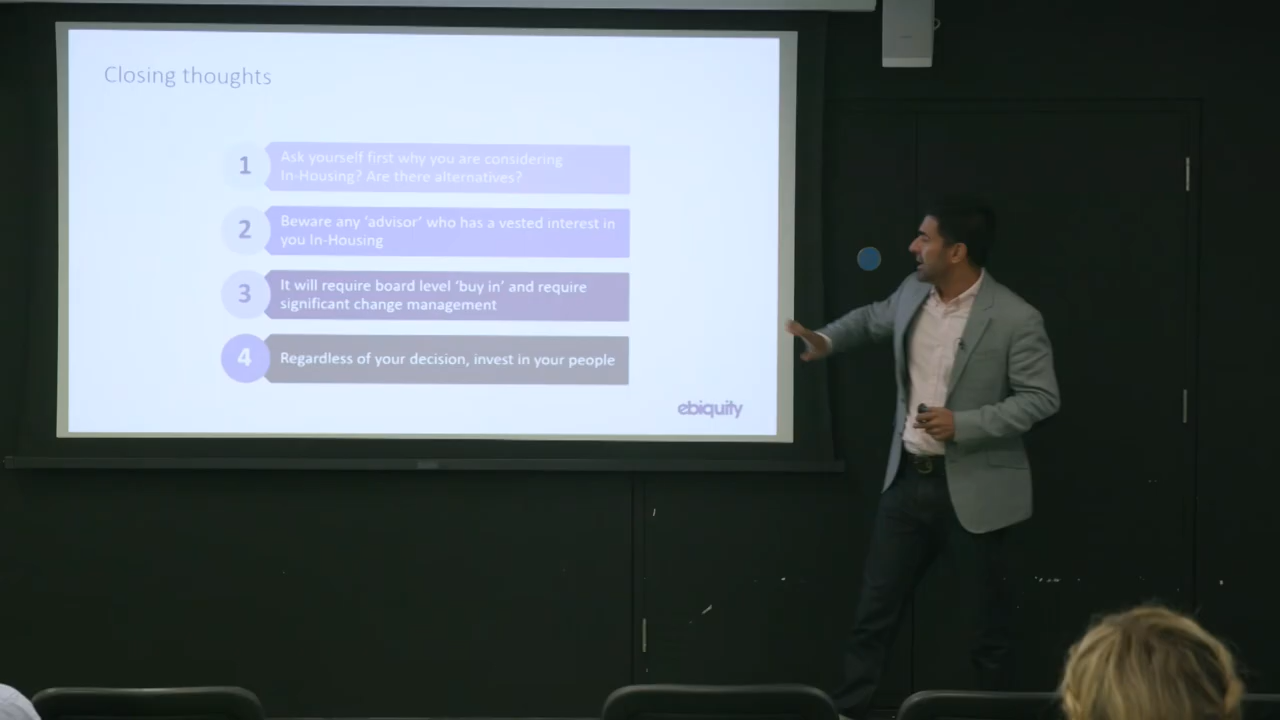 Closing thoughts
1
Ask yourself first why you are considering
In-Housing? Are there alternatives?
2
Beware any ‘advisor’ who has a vested interest in
you In-Housing
3
It will require board level ‘buy in’ and require
significant change management
4
Regardless of your decision, invest in your people
ebiquity